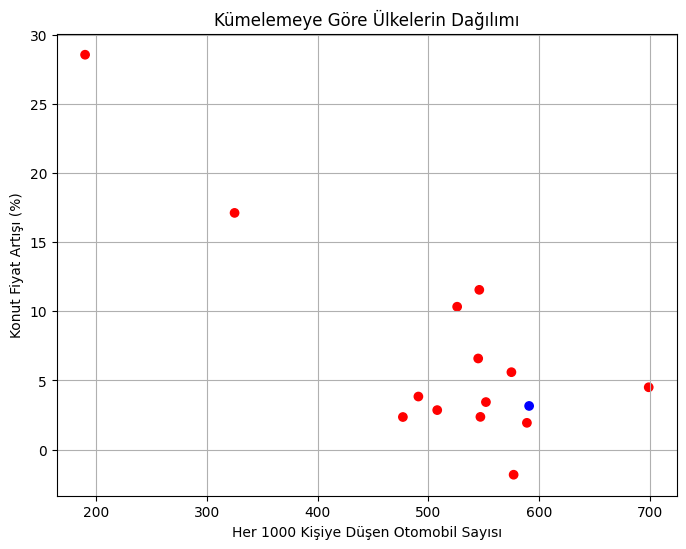 Kümelemeye Göre Ülkelerin Dağılımı
30
25
20
15
10
5
0
Konut Fiyat Artışı (%)
200 300 400 500 600 700
Her 1000 Kişiye Düşen Otomobil Sayısı